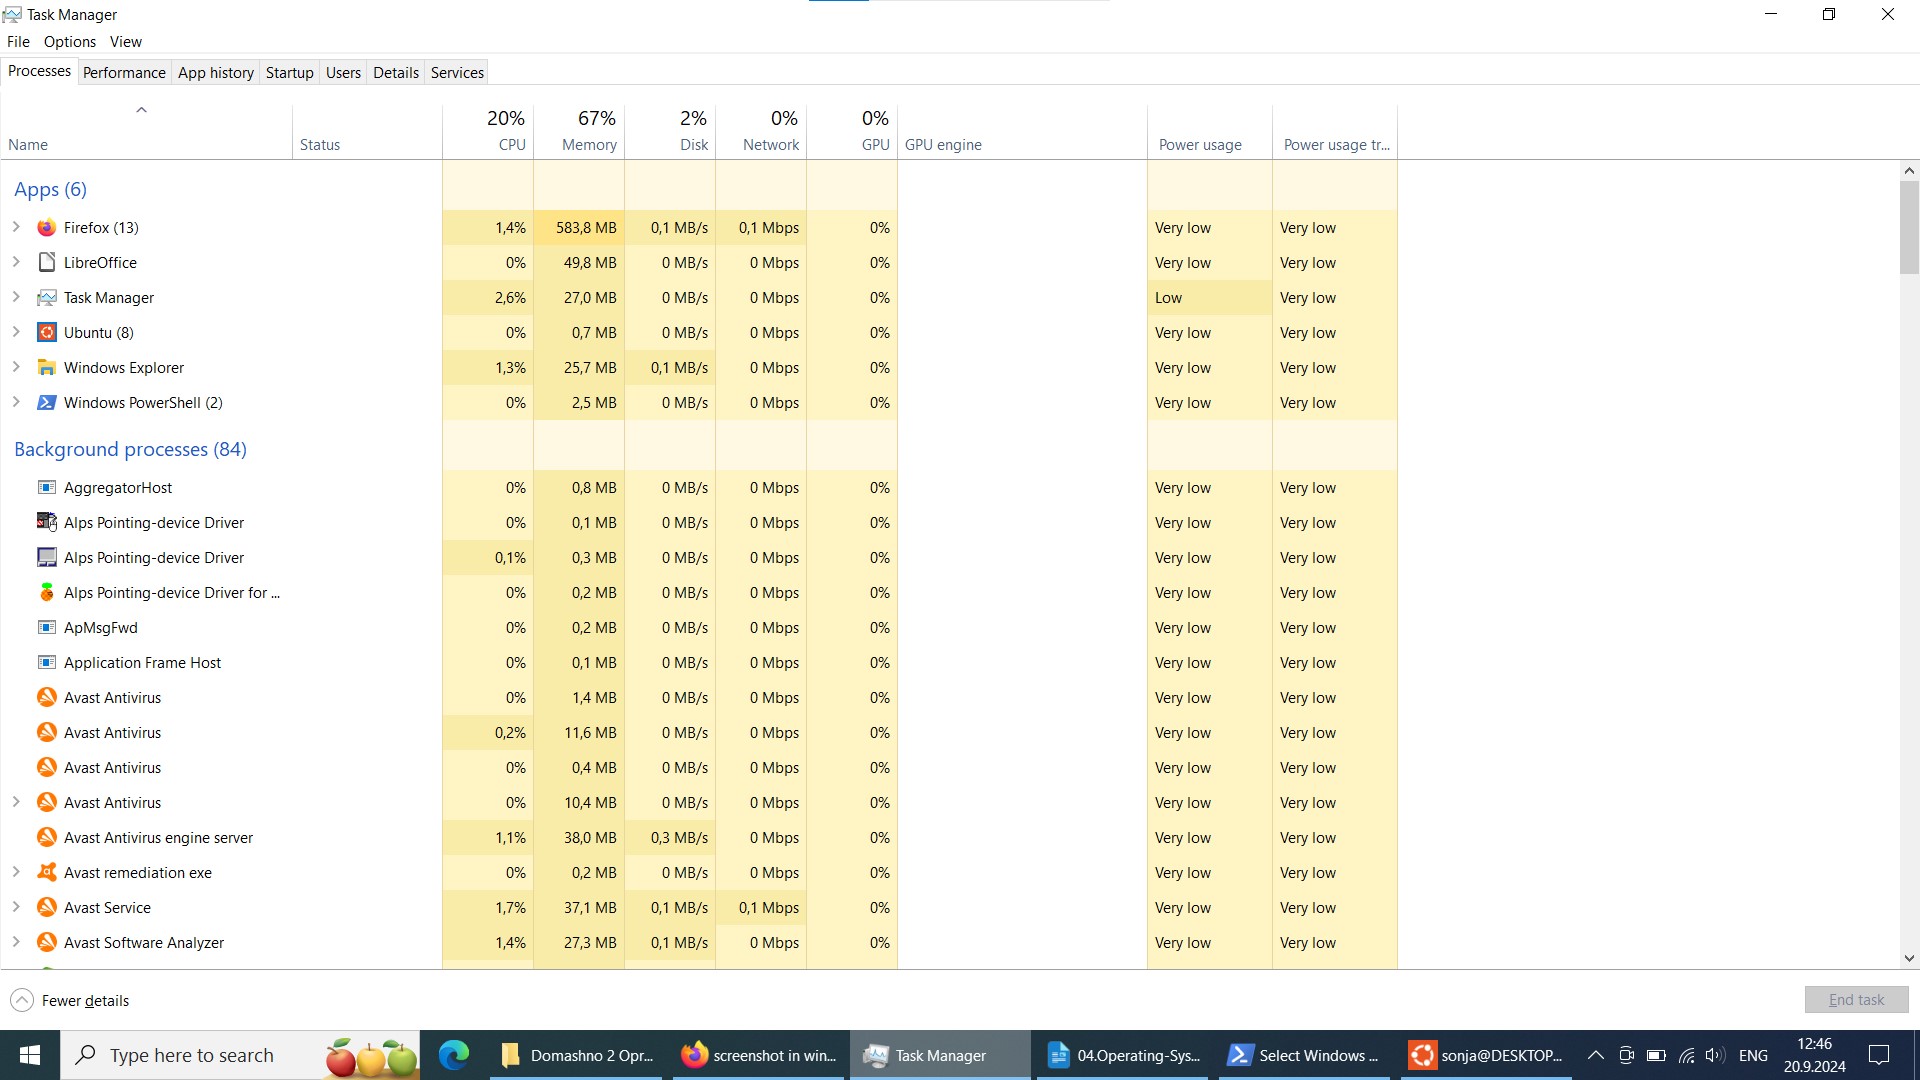 Task Manager
File Options View
Processes Performance App history Startup Users Details Services
20% 67% 2% 0% 0%
Name Status CPU Memory Disk Network GPU GPU engine Power usage Power usage tr...
Apps (6)
Firefox (13) 1,4% 583,8 MB 0,1 MB/s 0,1 Mbps 0% Very low Very low
LibreOffice 0% 49,8 MB 0 MB/s 0 Mbps 0% Very low Very low
Task Manager 2,6% 27,0 MB 0 MB/s 0 Mbps 0% Low Very low
Ubuntu (8) 0% 0,7 MB 0 MB/s 0 Mbps 0% Very low Very low
Windows Explorer 1,3% 25,7 MB 0,1 MB/s 0 Mbps 0% Very low Very low
Windows PowerShell (2) 0% 2,5 MB 0 MB/s 0 Mbps 0% Very low Very low
Background processes (84)
AggregatorHost 0% 0,8 MB 0 MB/s 0 Mbps 0% Very low Very low
Alps Pointing-device Driver 0% 0,1 MB 0 MB/s 0 Mbps 0% Very low Very low
Alps Pointing-device Driver 0,1% 0,3 MB 0 MB/s 0 Mbps 0% Very low Very low
Alps Pointing-device Driver for ... 0% 0,2 MB 0 MB/s 0 Mbps 0% Very low Very low
ApMsgFwd 0% 0,2 MB 0 MB/s 0 Mbps 0% Very low Very low
Application Frame Host 0% 0,1 MB 0 MB/s 0 Mbps 0% Very low Very low
Avast Antivirus 0% 1,4 MB 0 MB/s 0 Mbps 0% Very low Very low
Avast Antivirus 0,2% 11,6 MB 0 MB/s 0 Mbps 0% Very low Very low
Avast Antivirus 0% 0,4 MB 0 MB/s 0 Mbps 0% Very low Very low
Avast Antivirus 0% 10,4 MB 0 MB/s 0 Mbps 0% Very low Very low
Avast Antivirus engine server 1,1% 38,0 MB 0,3 MB/s 0 Mbps 0% Very low Very low
Avast remediation exe 0% 0,2 MB 0 MB/s 0 Mbps 0% Very low Very low
Avast Service 1,7% 37,1 MB 0,1 MB/s 0,1 Mbps 0% Very low Very low
Avast Software Analyzer 1,4% 27,3 MB 0,1 MB/s 0 Mbps 0% Very low Very low
Fewer details End task
Type here to search Domashno 2 Opr... screenshot in win... Task Manager 04.Operating-Sys... Select Windows ... sonja@DESKTOP... ENG 12:46
20.9.2024